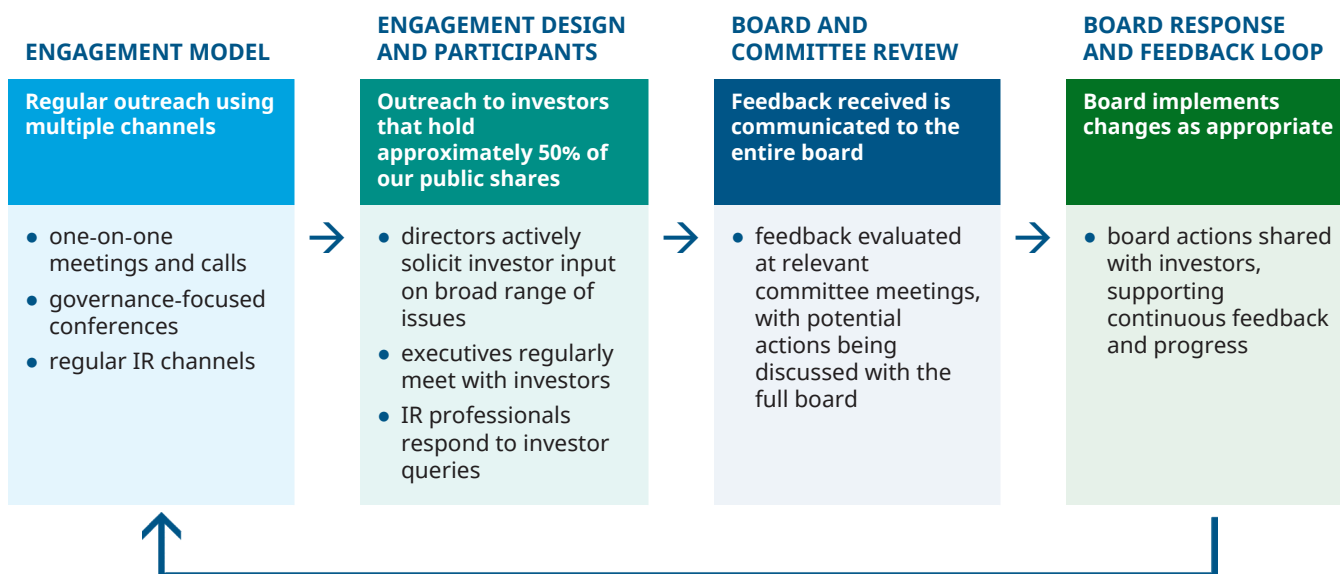 ENGAGEMENT MODEL
Regular outreach using
multiple channels
● one-on-one
meetings and calls
● governance-focused
conferences
● regular IR channels
ENGAGEMENT DESIGN
AND PARTICIPANTS
Outreach to investors
that hold
approximately 50% of
our public shares
● directors actively
solicit investor input
on broad range of
issues
● executives regularly
meet with investors
● IR professionals
respond to investor
queries
BOARD AND
COMMITTEE REVIEW
Feedback received is
communicated to the
entire board
● feedback evaluated
at relevant
committee meetings,
with potential
actions being
discussed with the
full board
BOARD RESPONSE
AND FEEDBACK LOOP
Board implements
changes as appropriate
● board actions shared
with investors,
supporting
continuous feedback
and progress